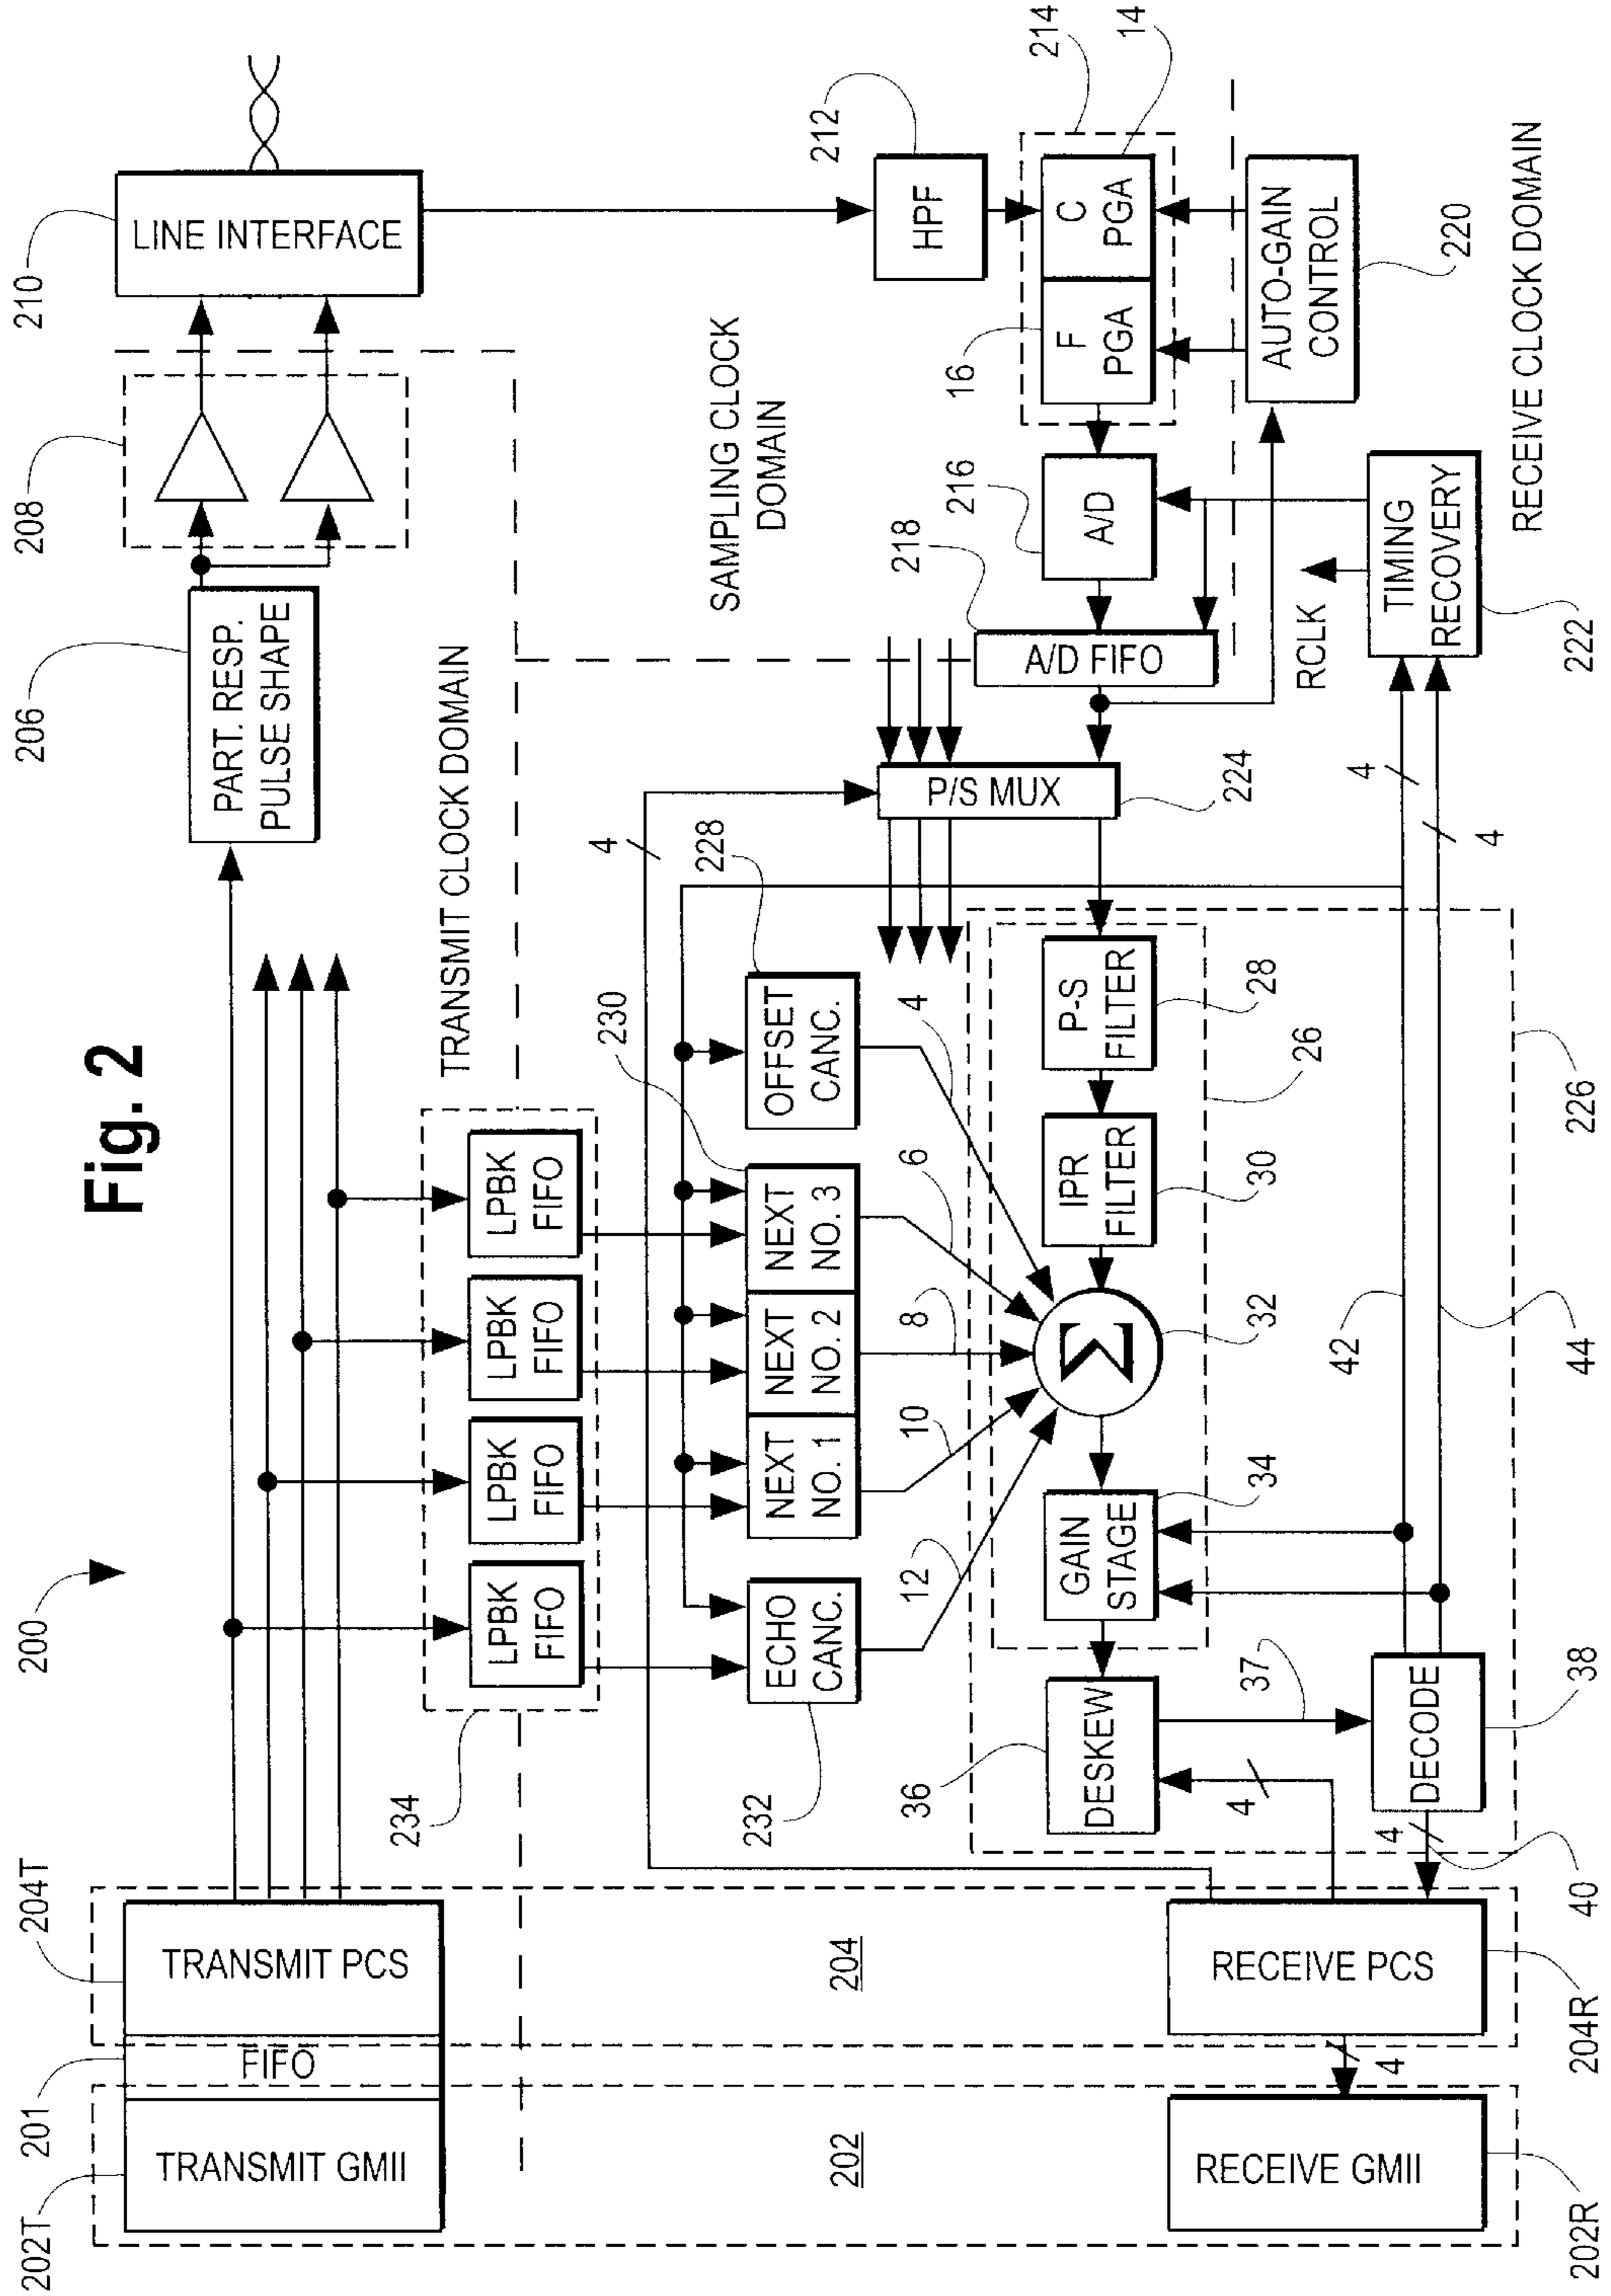 Fig. 2
200
202T
201
204T
TRANSMIT GMII
FIFO
TRANSMIT PCS
206
PART. RESP.
PULSE SHAPE
208
210
LINE INTERFACE
TRANSMIT CLOCK DOMAIN
SAMPLING CLOCK
DOMAIN
RECEIVE CLOCK DOMAIN
234
LPBK
FIFO
LPBK
FIFO
LPBK
FIFO
LPBK
FIFO
4
232
ECHO
CANC.
NEXT
NO. 1
NEXT
NO. 2
NEXT
NO. 3
230
OFFSET
CANC.
228
12
10
8
6
4
P/S MUX
224
A/D FIFO
218
A/D
216
F
PGA
16
C
PGA
14
214
HPF
212
AUTO-GAIN
CONTROL
220
TIMING
RECOVERY
222
RCLK
4
4
204
202
36
DESKEW
37
GAIN
STAGE
34
Σ
32
IPR
FILTER
30
P-S
FILTER
28
26
226
42
44
4
DECODE
38
4
40
RECEIVE PCS
204R
4
RECEIVE GMII
202R